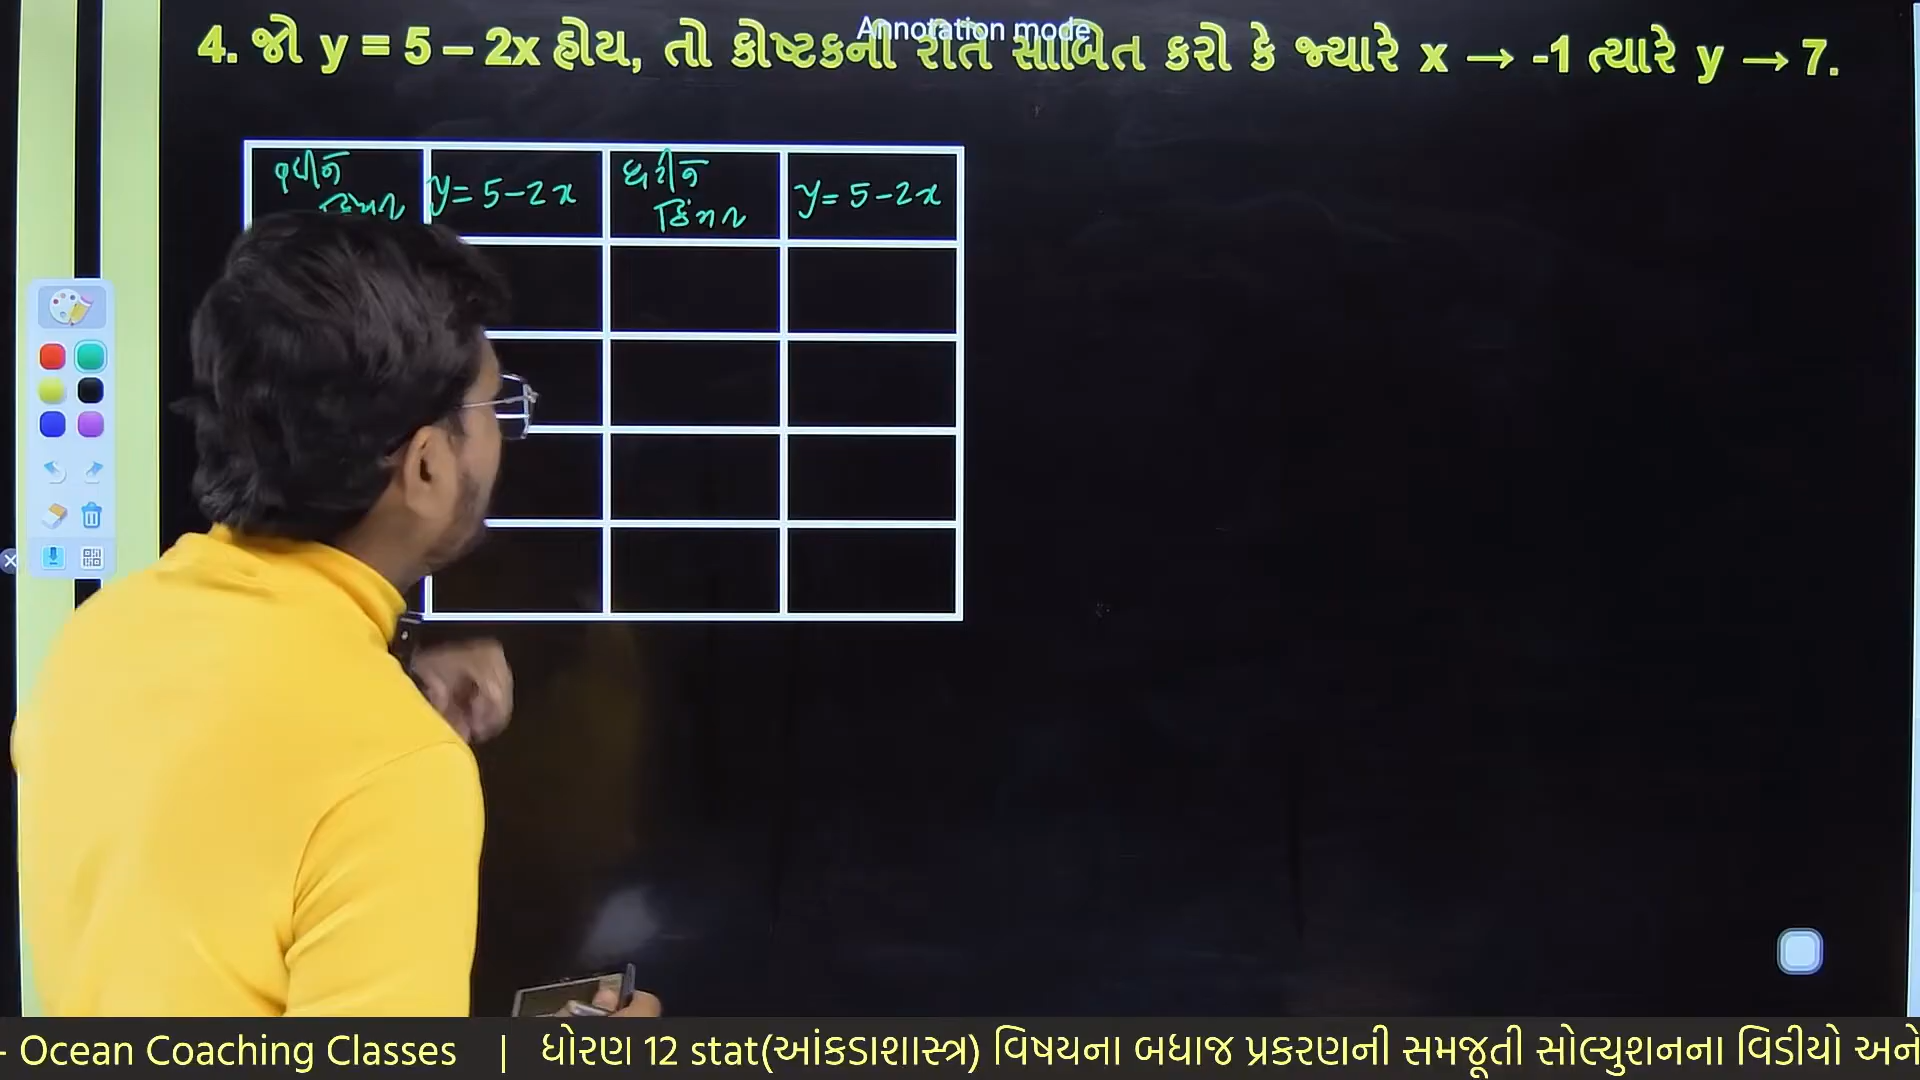 Annotation mode
4. જો y = 5 – 2x હોય, તો કોષ્ટકની રીતે સાબિત કરો કે જ્યારે x → -1 ત્યારે y → 7.
y = 5 – 2x
કિંમત
y = 5 – 2x
- Ocean Coaching Classes | ધોરણ 12 stat(આંકડાશાસ્ત્ર) વિષયના બધાજ પ્રકરણની સમજૂતી સોલ્યુશનના વિડીયો અને